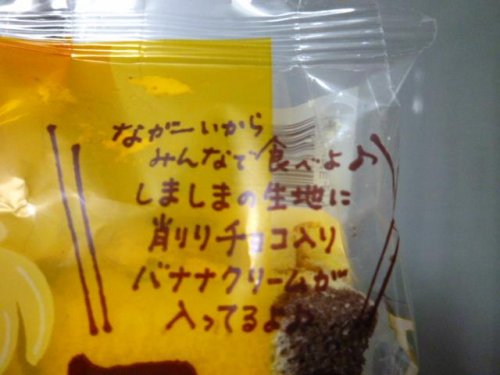 ながーいから
みんなで食べよ♪
しましまの生地に
削りりチョコ入り
バナナクリームが
入ってるよ♪